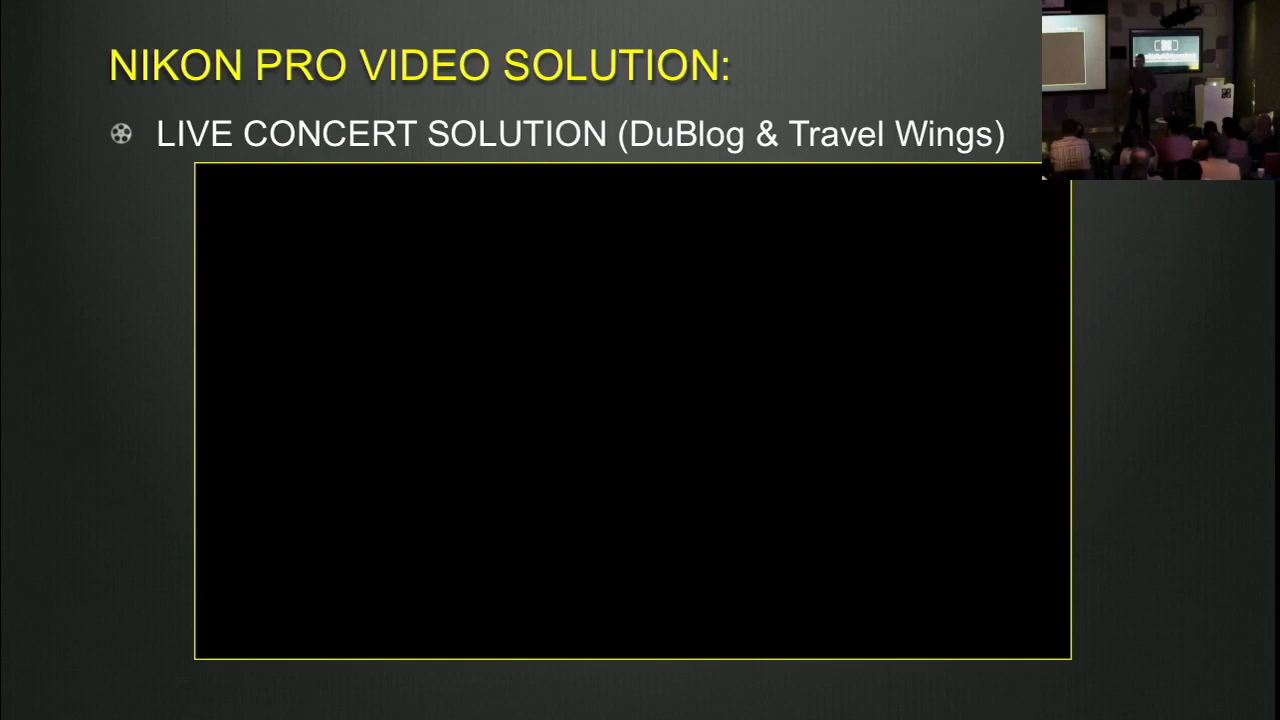 NIKON PRO VIDEO SOLUTION:
LIVE CONCERT SOLUTION (DuBlog & Travel Wings)